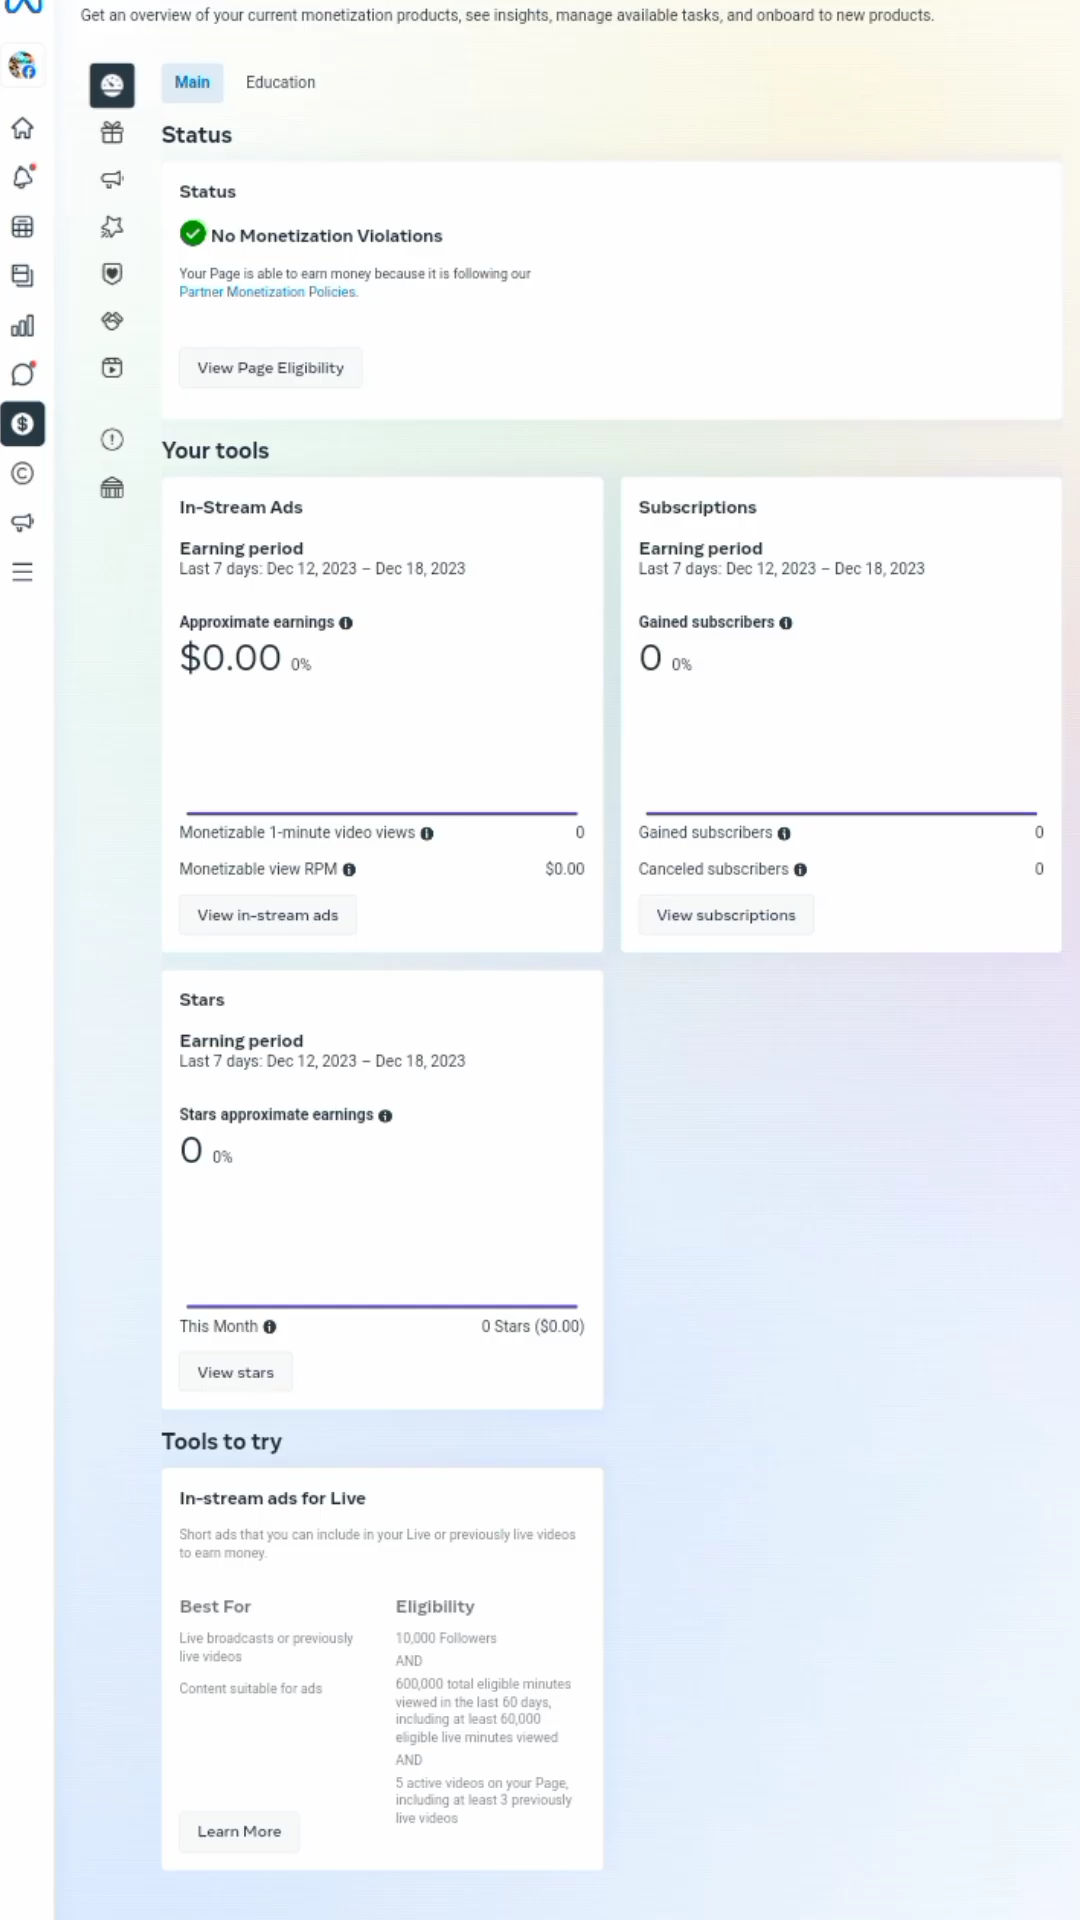 Get an overview of your current monetization products, see insights, manage available tasks, and onboard to new products.
Main
Education
Status
Status
No Monetization Violations
Your Page is able to earn money because it is following our
Partner Monetization Policies.
View Page Eligibility
Your tools
In-Stream Ads
Earning period
Last 7 days: Dec 12, 2023 – Dec 18, 2023
Approximate earnings
$0.00 0%
Monetizable 1-minute video views 0
Monetizable view RPM $0.00
View in-stream ads
Subscriptions
Earning period
Last 7 days: Dec 12, 2023 – Dec 18, 2023
Gained subscribers
0 0%
Gained subscribers 0
Canceled subscribers 0
View subscriptions
Stars
Earning period
Last 7 days: Dec 12, 2023 – Dec 18, 2023
Stars approximate earnings
0 0%
This Month 0 Stars ($0.00)
View stars
Tools to try
In-stream ads for Live
Short ads that you can include in your Live or previously live videos
to earn money.
Best For
Live broadcasts or previously
live videos
Content suitable for ads
Eligibility
10,000 Followers
AND
600,000 total eligible minutes
viewed in the last 60 days,
including at least 60,000
eligible live minutes viewed
AND
5 active videos on your Page,
including at least 3 previously
live videos
Learn More